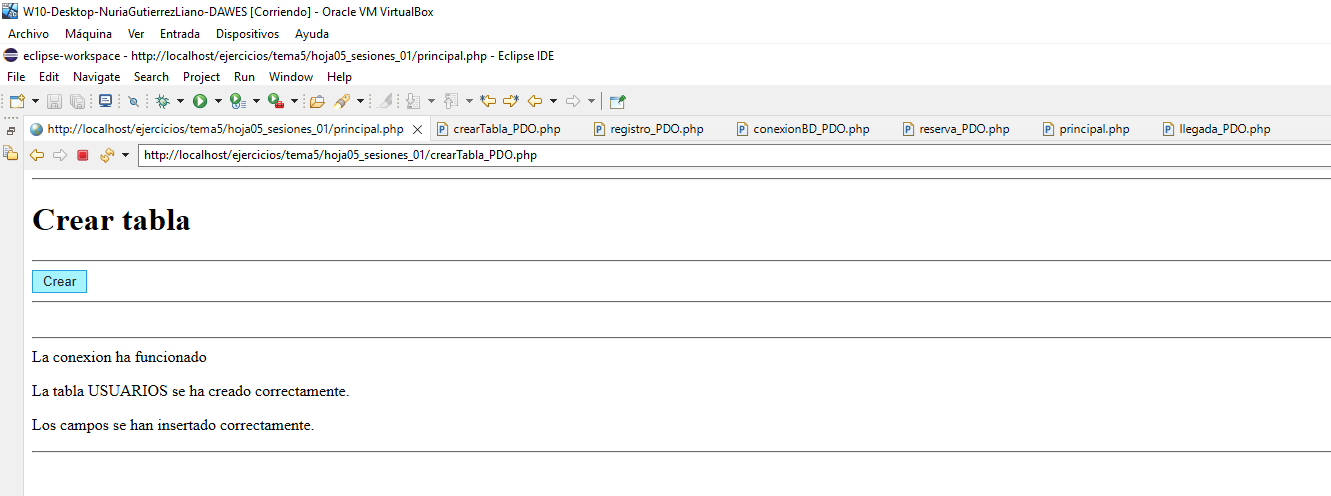 W10-Desktop-NuriaGutierrezLiano-DAWES [Corriendo] - Oracle VM VirtualBox
Archivo Máquina Ver Entrada Dispositivos Ayuda
eclipse-workspace - http://localhost/ejercicios/tema5/hoja05_sesiones_01/principal.php - Eclipse IDE
File Edit Navigate Search Project Run Window Help
http://localhost/ejercicios/tema5/hoja05_sesiones_01/principal.php crearTabla_PDO.php registro_PDO.php conexionBD_PDO.php reserva_PDO.php principal.php llegada_PDO.php
http://localhost/ejercicios/tema5/hoja05_sesiones_01/crearTabla_PDO.php
Crear tabla
Crear
La conexion ha funcionado
La tabla USUARIOS se ha creado correctamente.
Los campos se han insertado correctamente.